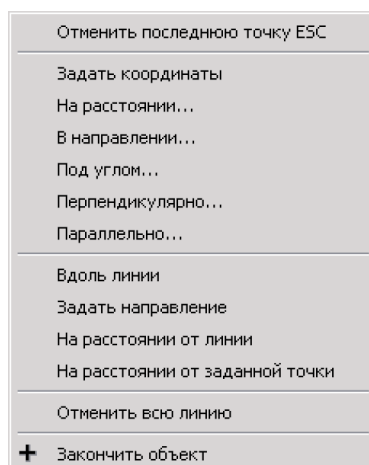 Отменить последнюю точку ESC
Задать координаты
На расстоянии...
В направлении...
Под углом...
Перпендикулярно...
Параллельно...
Вдоль линии
Задать направление
На расстоянии от линии
На расстоянии от заданной точки
Отменить всю линию
Закончить объект